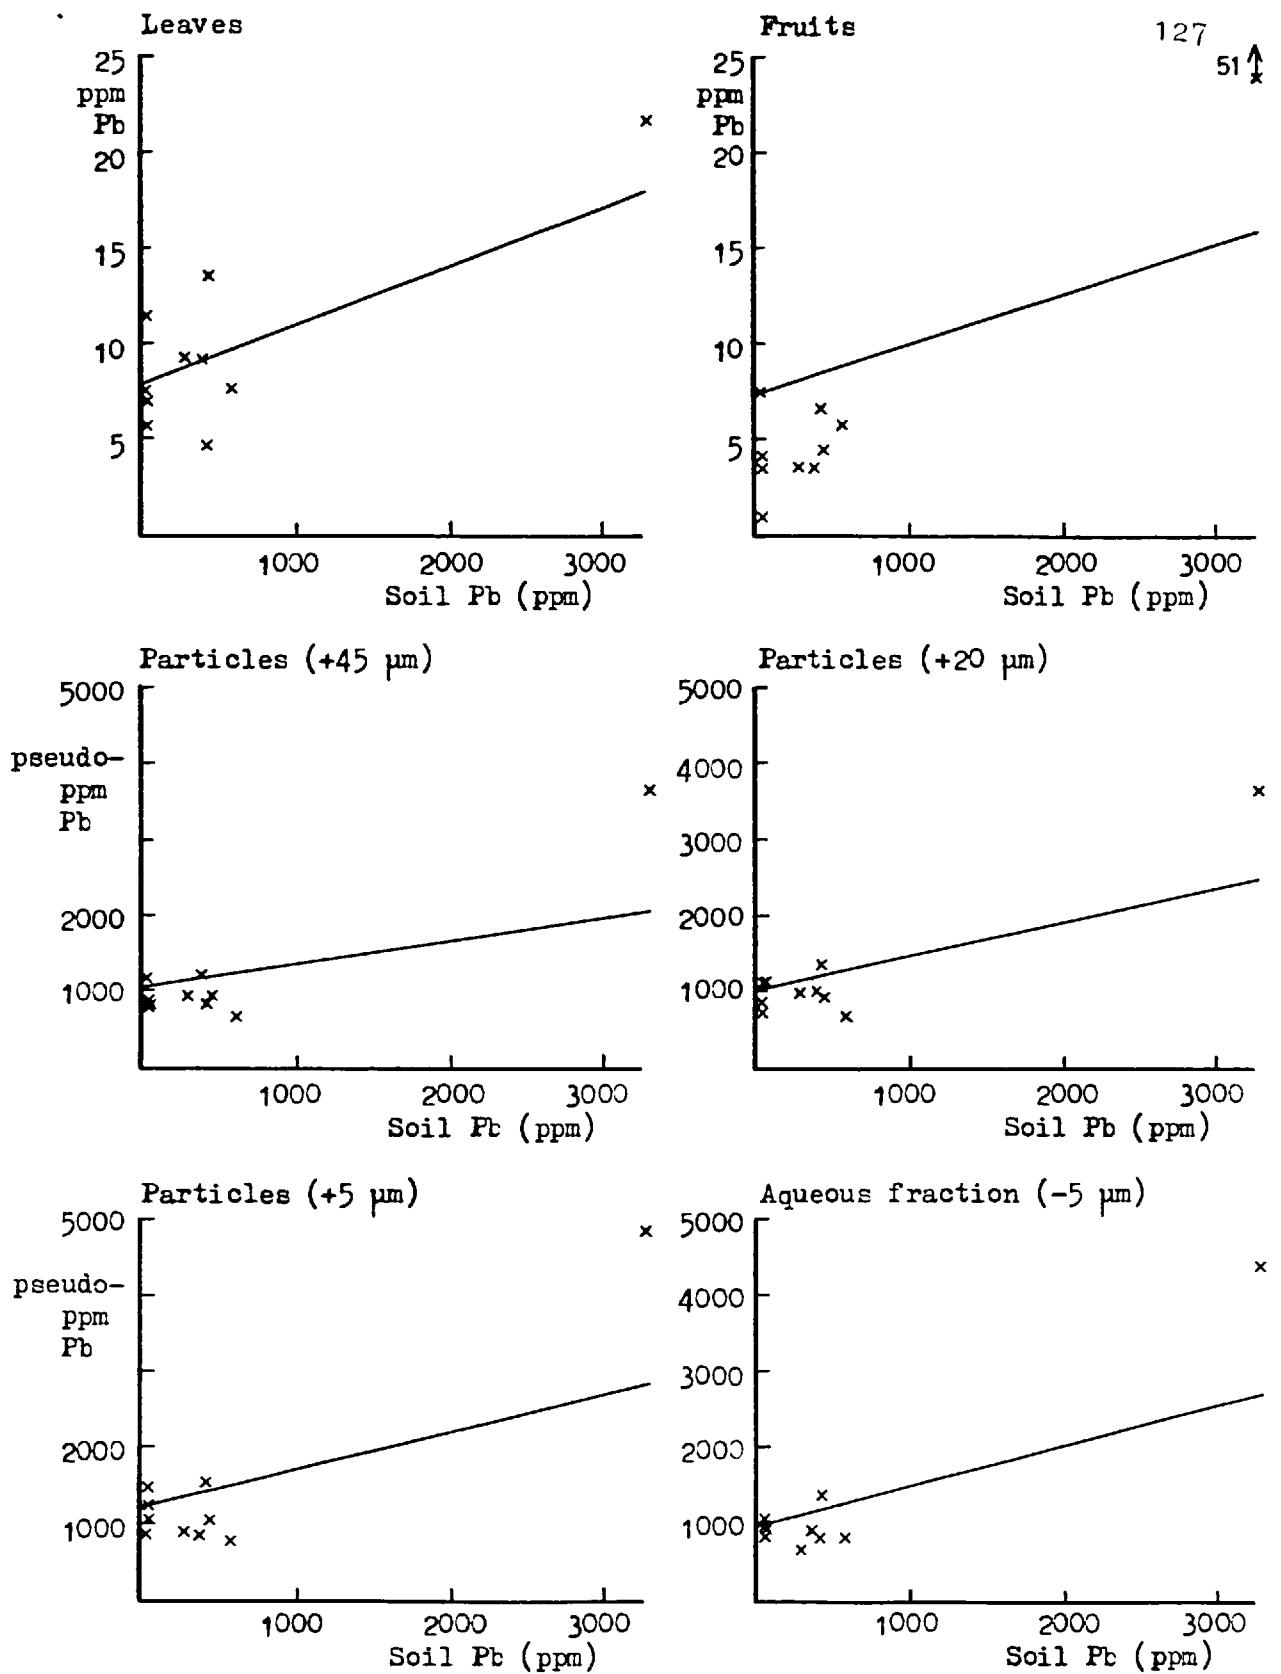 127
Leaves
25
ppm
Pb
20
15
10
5
1000 2000 3000
Soil Pb (ppm)
Fruits
51
25
ppm
Pb
20
15
10
5
1000 2000 3000
Soil Pb (ppm)
Particles (+45 µm)
5000
pseudo-
ppm
Pb
2000
1000
1000 2000 3000
Soil Pb (ppm)
Particles (+20 µm)
5000
4000
3000
2000
1000
1000 2000 3000
Soil Pb (ppm)
Particles (+5 µm)
5000
pseudo-
ppm
Pb
2000
1000
1000 2000 3000
Soil Pb (ppm)
Aqueous fraction (-5 µm)
5000
4000
3000
2000
1000
1000 2000 3000
Soil Pb (ppm)